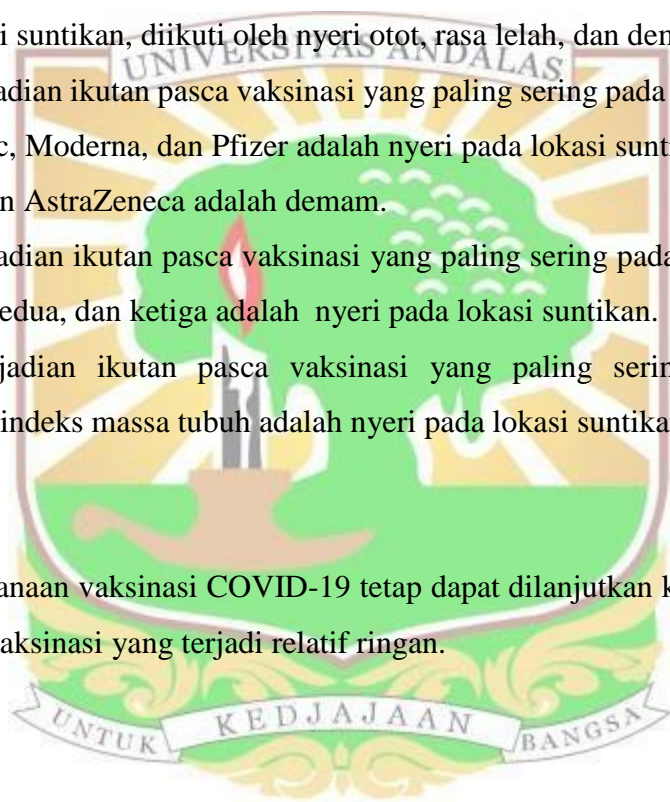 i suntikan, diikuti oleh nyeri otot, rasa lelah, dan dem
UNIVERSITAS ANDALAS
adian ikutan pasca vaksinasi yang paling sering pada
c, Moderna, dan Pfizer adalah nyeri pada lokasi sunti
n AstraZeneca adalah demam.
adian ikutan pasca vaksinasi yang paling sering pada
edua, dan ketiga adalah nyeri pada lokasi suntikan.
jadian ikutan pasca vaksinasi yang paling serin
indeks massa tubuh adalah nyeri pada lokasi suntika
anaan vaksinasi COVID-19 tetap dapat dilanjutkan k
aksinasi yang terjadi relatif ringan.
UNTUK KEDJAJAAN BANGSA